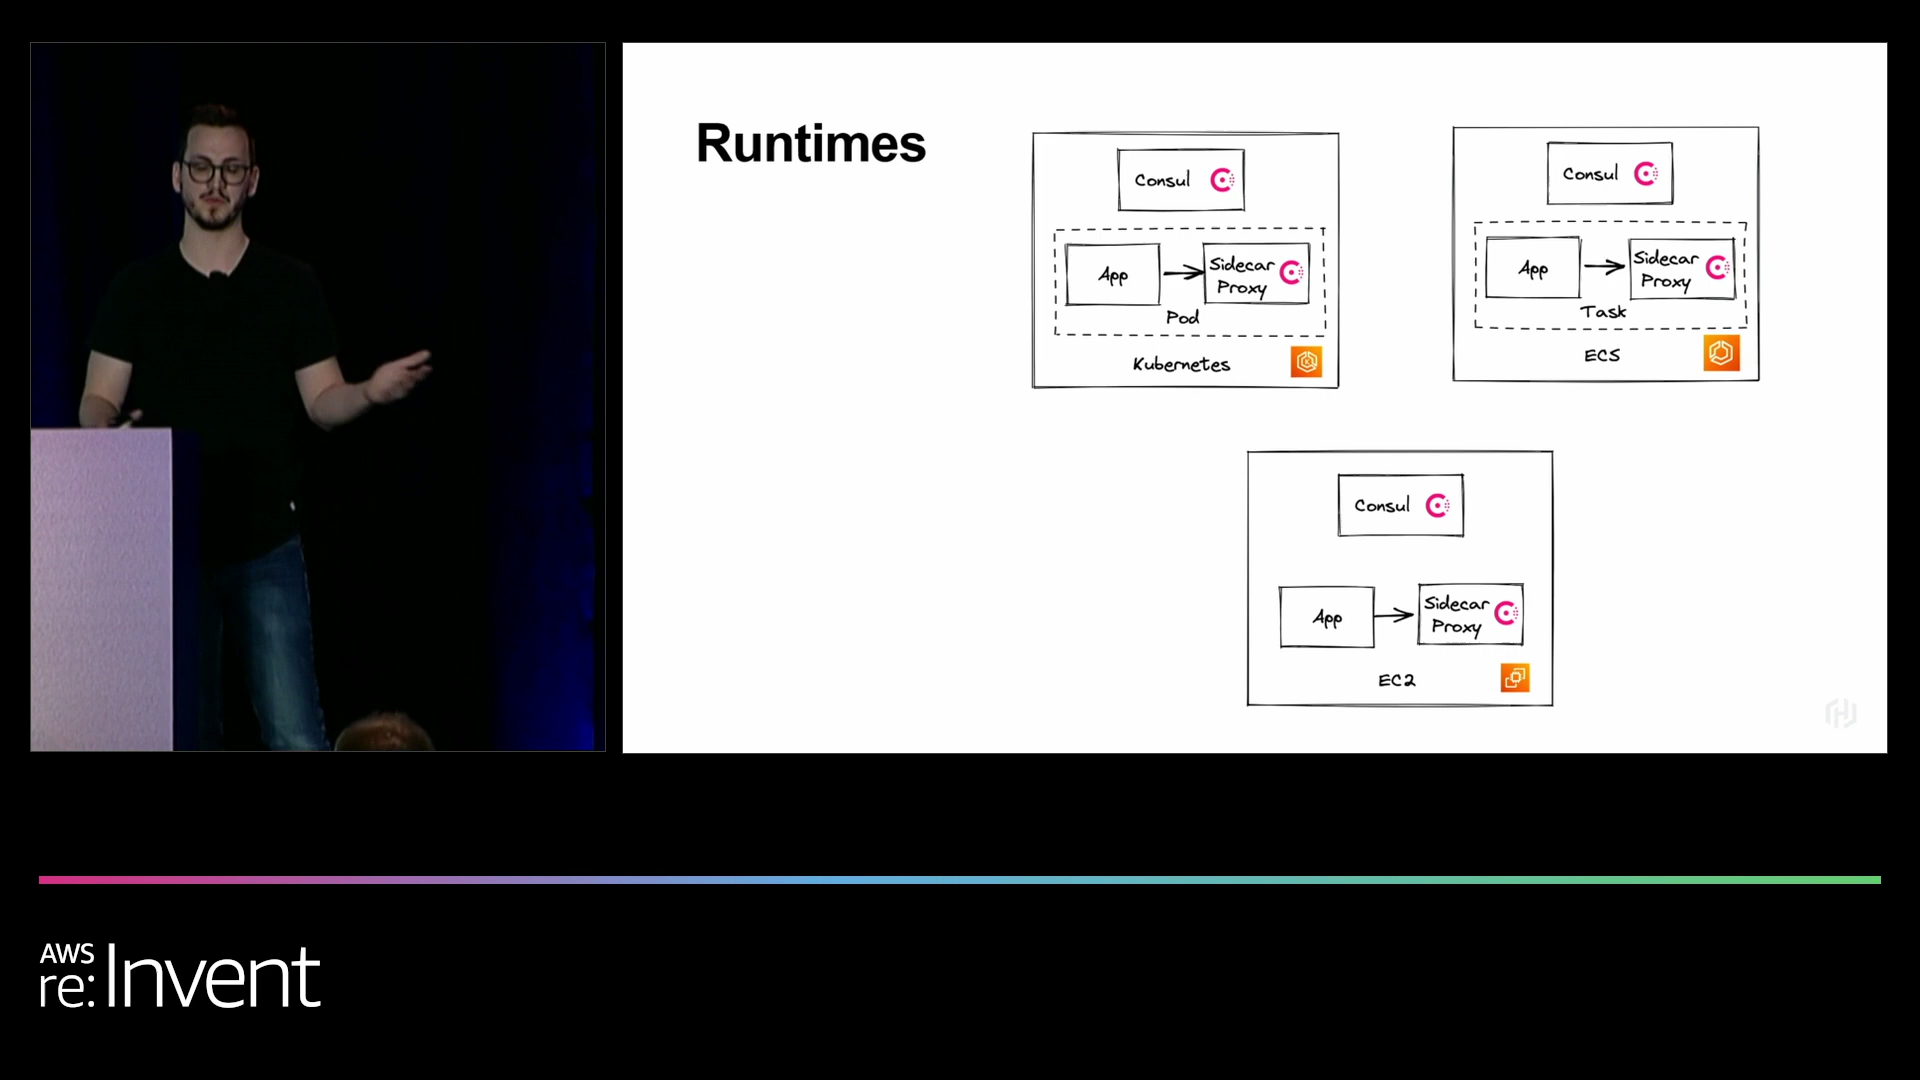 Runtimes
Consul
App
Sidecar
Proxy
Pod
Kubernetes
Consul
App
Sidecar
Proxy
Task
ECS
Consul
App
Sidecar
Proxy
EC2
AWS
re:Invent